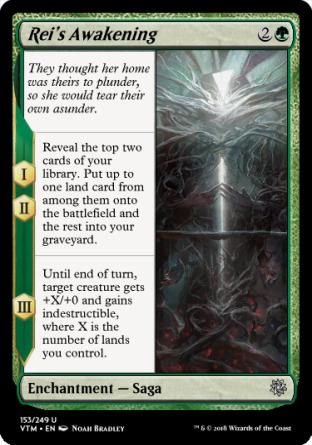 Rei's Awakening 2
They thought her home
was theirs to plunder,
so she would tear their
own asunder.
I
II
Reveal the top two
cards of your
library. Put up to
one land card from
among them onto
the battlefield and
the rest into your
graveyard.
III
Until end of turn,
target creature gets
+X/+0 and gains
indestructible,
where X is the
number of lands
you control.
Enchantment — Saga
153/249 U
VTM • EN Noah Bradley
™ & © 2018 Wizards of the Coast